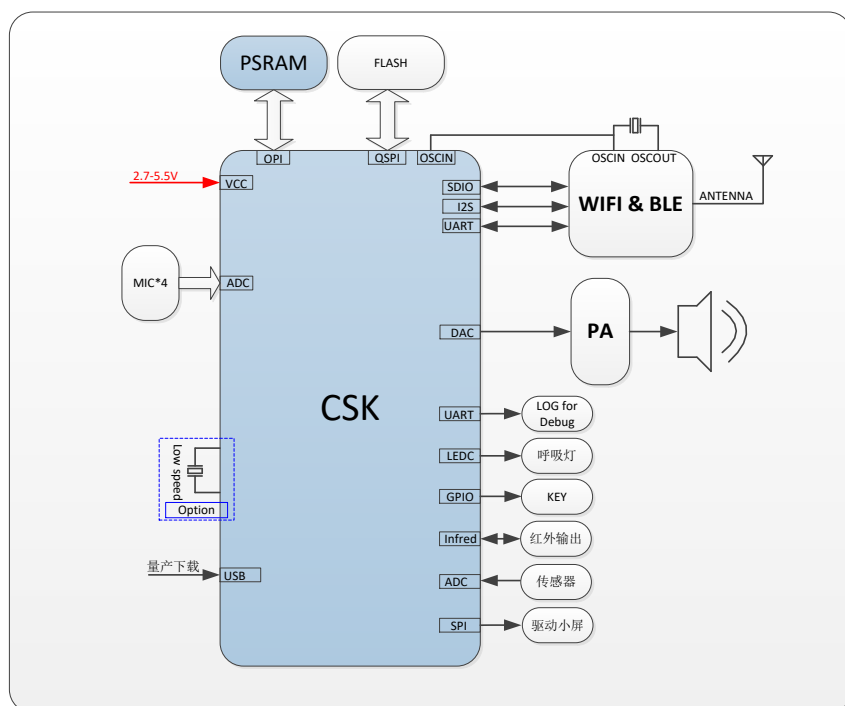 PSRAM
FLASH
OPI
QSPI
OSCIN
OSCIN
OSCOUT
2.7-5.5V
VCC
SDIO
I2S
UART
WIFI & BLE
ANTENNA
MIC*4
ADC
DAC
PA
CSK
UART
LOG for
Debug
LEDC
呼吸灯
Low speed
Option
GPIO
KEY
Infred
红外输出
量产下载
USB
ADC
传感器
SPI
驱动小屏